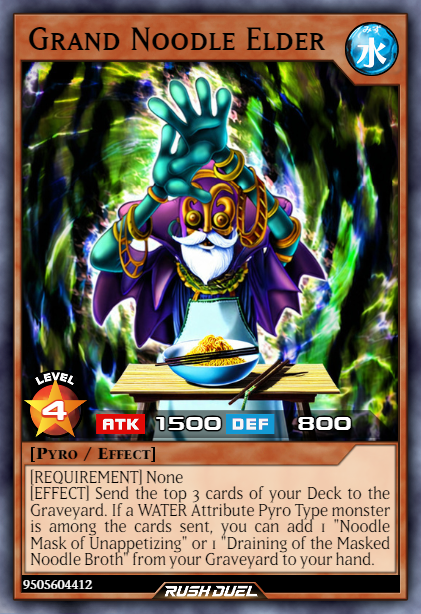 Grand Noodle Elder
みず
水
LEVEL
4
ATK 1500 DEF 800
[Pyro / Effect]
[REQUIREMENT] None
[EFFECT] Send the top 3 cards of your Deck to the
Graveyard. If a WATER Attribute Pyro Type monster
is among the cards sent, you can add 1 "Noodle
Mask of Unappetizing" or 1 "Draining of the Masked
Noodle Broth" from your Graveyard to your hand.
9505604412
RUSH DUEL